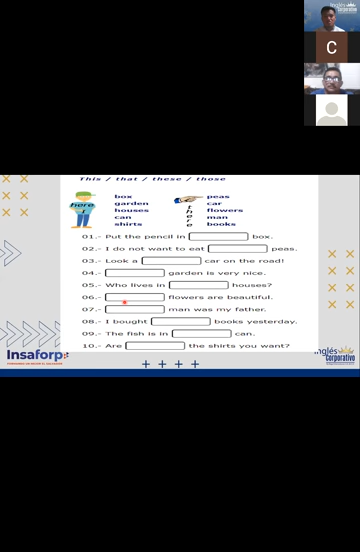 Inglés
Corporativo
C
This / that / these / those
here
box
garden
houses
can
shirts
there
peas
car
flowers
man
books
01.- Put the pencil in box.
02.- I do not want to eat peas.
03.- Look a car on the road!
04.- garden is very nice.
05.- Who lives in houses?
06.- flowers are beautiful.
07.- man was my father.
08.- I bought books yesterday.
09.- The fish is in can.
10.- Are the shirts you want?
Insaforp
Inglés
Corporativo